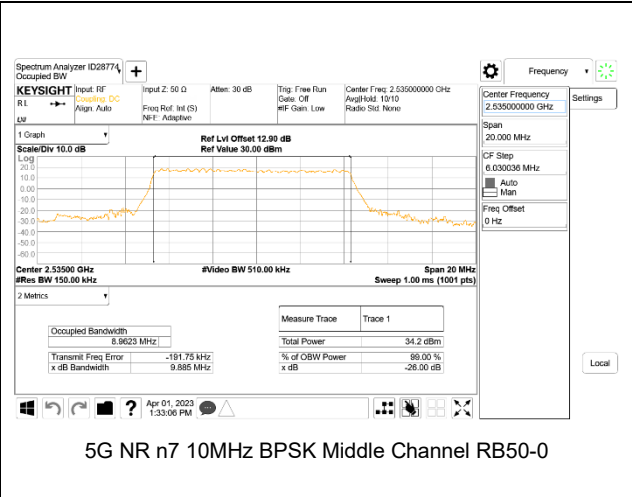 Spectrum Analyzer ID28774
Occupied BW
+
Frequency
KEYSIGHT
R L
Input: RF
Coupling: DC
Align: Auto
Input Z: 50 Ω
Freq Ref: Int (S)
NFE: Adaptive
Atten: 30 dB
Trig: Free Run
Gate: Off
#IF Gain: Low
Center Freq: 2.535000000 GHz
Avg|Hold: 10/10
Radio Std: None
Center Frequency
2.535000000 GHz
Settings
Span
20.000 MHz
CF Step
6.030036 MHz
Auto
Man
Freq Offset
0 Hz
1 Graph
Scale/Div 10.0 dB
Ref Lvl Offset 12.90 dB
Ref Value 30.00 dBm
Log
20.0
10.0
0.00
-10.0
-20.0
-30.0
-40.0
-50.0
-60.0
Center 2.53500 GHz
#Video BW 510.00 kHz
Span 20 MHz
#Res BW 150.00 kHz
Sweep 1.00 ms (1001 pts)
2 Metrics
Occupied Bandwidth
8.9623 MHz
Transmit Freq Error -191.75 kHz
x dB Bandwidth 9.885 MHz
Measure Trace Trace 1
Total Power 34.2 dBm
% of OBW Power 99.00 %
x dB -26.00 dB
Local
?
Apr 01, 2023
1:33:06 PM
5G NR n7 10MHz BPSK Middle Channel RB50-0